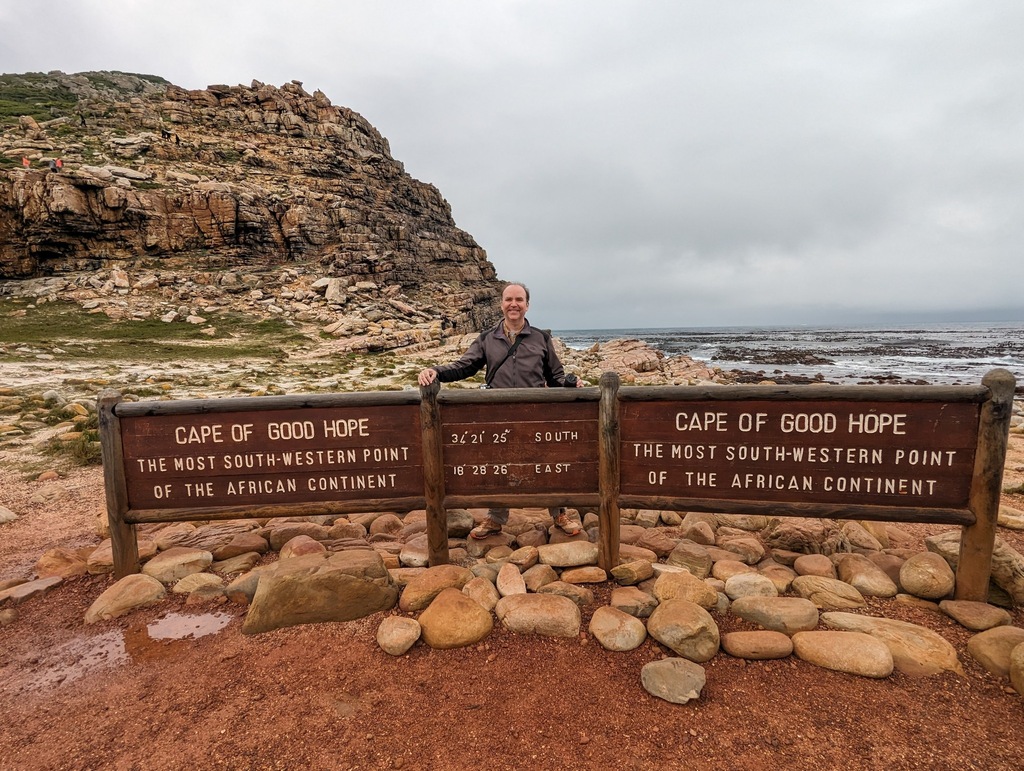 CAPE OF GOOD HOPE
THE MOST SOUTH-WESTERN POINT
OF THE AFRICAN CONTINENT
34° 21' 25" SOUTH
18° 28' 26" EAST
CAPE OF GOOD HOPE
THE MOST SOUTH-WESTERN POINT
OF THE AFRICAN CONTINENT